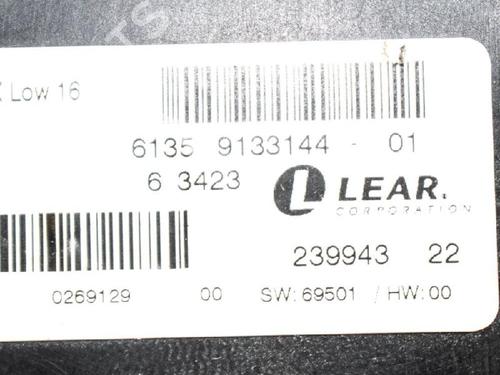 Low 16
6135 9133144 - 01
6 3423
L LEAR.
CORPORATION
239943 22
0269129 00 SW: 69501 / HW: 00